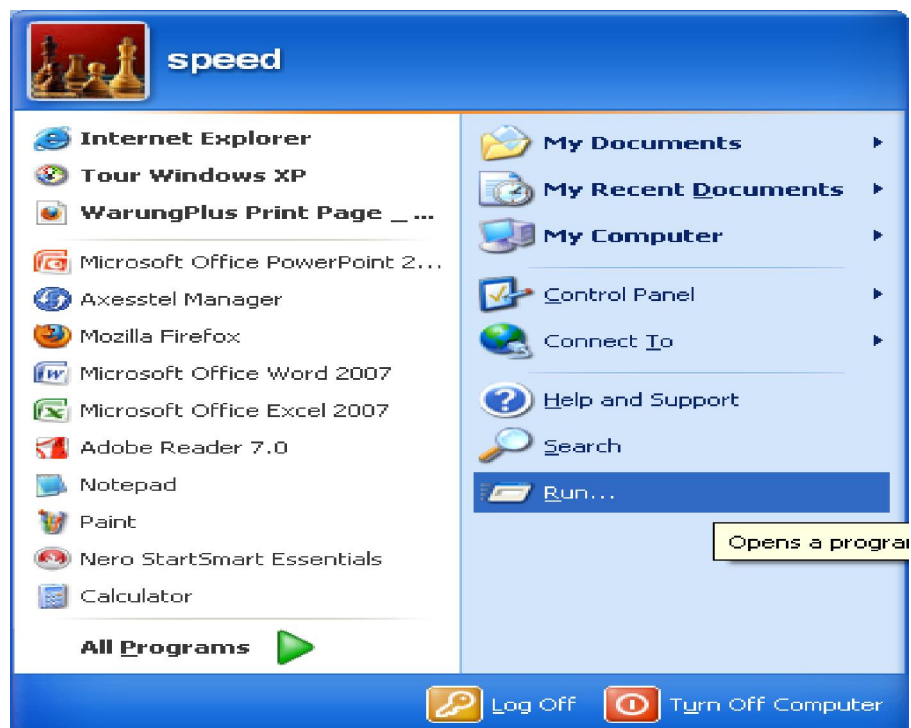 speed
Internet Explorer
Tour Windows XP
WarungPlus Print Page _ ...
Microsoft Office PowerPoint 2...
Axesstel Manager
Mozilla Firefox
Microsoft Office Word 2007
Microsoft Office Excel 2007
Adobe Reader 7.0
Notepad
Paint
Nero StartSmart Essentials
Calculator
All Programs
My Documents
My Recent Documents
My Computer
Control Panel
Connect To
Help and Support
Search
Run...
Opens a progra
Log Off
Turn Off Computer